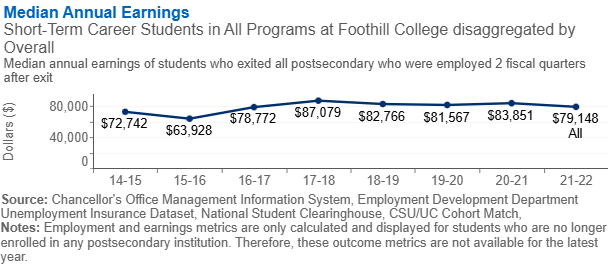 Median Annual Earnings
Short-Term Career Students in All Programs at Foothill College disaggregated by
Overall
Median annual earnings of students who exited all postsecondary who were employed 2 fiscal quarters
after exit
Dollars ($)
80,000
40,000
0
$72,742
$63,928
$78,772
$87,079
$82,766
$81,567
$83,851
$79,148
All
14-15
15-16
16-17
17-18
18-19
19-20
20-21
21-22
Source: Chancellor's Office Management Information System, Employment Development Department
Unemployment Insurance Dataset, National Student Clearinghouse, CSU/UC Cohort Match,
Notes: Employment and earnings metrics are only calculated and displayed for students who are no longer
enrolled in any postsecondary institution. Therefore, these outcome metrics are not available for the latest
year.